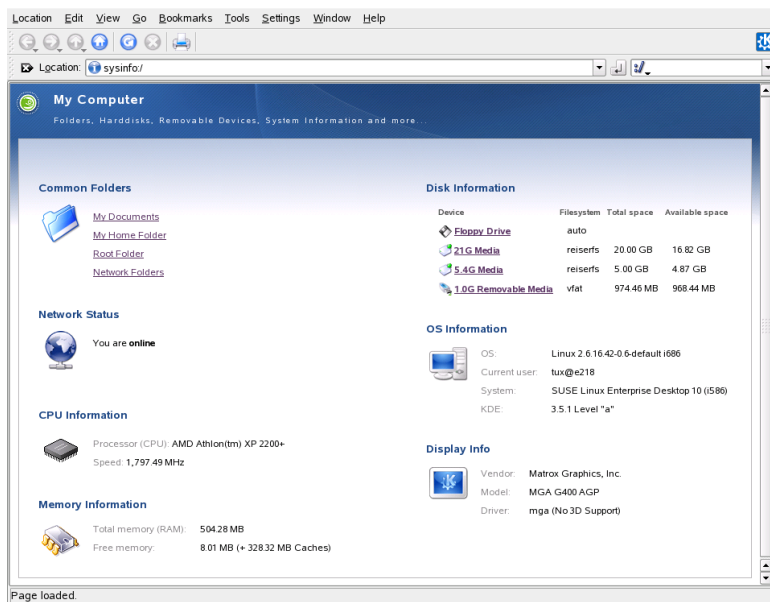 Location Edit View Go Bookmarks Tools Settings Window Help
Location: sysinfo:/
My Computer
Folders, Harddisks, Removable Devices, System Information and more...
Common Folders
My Documents
My Home Folder
Root Folder
Network Folders
Network Status
You are online
CPU Information
Processor (CPU): AMD Athlon(tm) XP 2200+
Speed: 1,797.49 MHz
Memory Information
Total memory (RAM): 504.28 MB
Free memory: 8.01 MB (+ 328.32 MB Caches)
Disk Information
Device Filesystem Total space Available space
Floppy Drive auto
21G Media reiserfs 20.00 GB 16.82 GB
5.4G Media reiserfs 5.00 GB 4.87 GB
1.0G Removable Media vfat 974.46 MB 968.44 MB
OS Information
OS: Linux 2.6.16.42-0.6-default i686
Current user: tux@e218
System: SUSE Linux Enterprise Desktop 10 (i586)
KDE: 3.5.1 Level "a"
Display Info
Vendor: Matrox Graphics, Inc.
Model: MGA G400 AGP
Driver: mga (No 3D Support)
Page loaded.